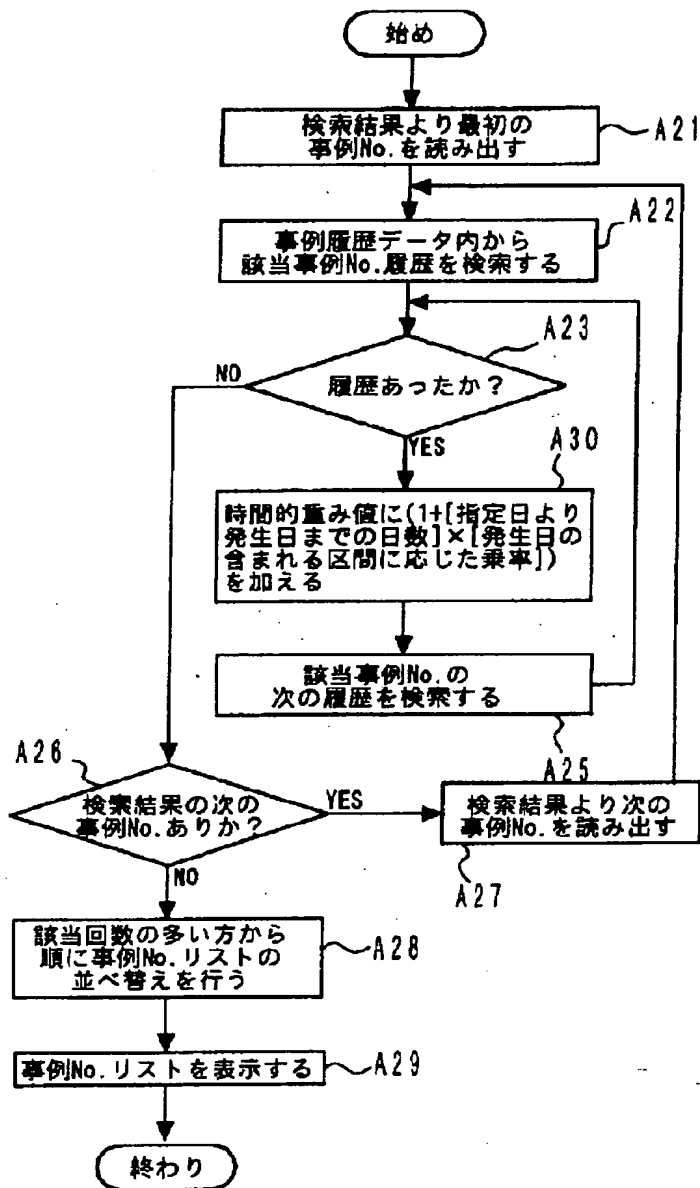 始め
検索結果より最初の
事例No.を読み出す
A21
事例履歴データ内から
該当事例No.履歴を検索する
A22
A23
履歴あったか?
NO
YES
A30
時間的重み値に(1+[指定日より
発生日までの日数]×[発生日の
含まれる区間に応じた乗率])
を加える
該当事例No.の
次の履歴を検索する
A25
A26
検索結果の次の
事例No.ありか?
YES
検索結果より次の
事例No.を読み出す
A27
NO
該当回数の多い方から
順に事例No.リストの
並べ替えを行う
A28
事例No.リストを表示する
A29
終わり